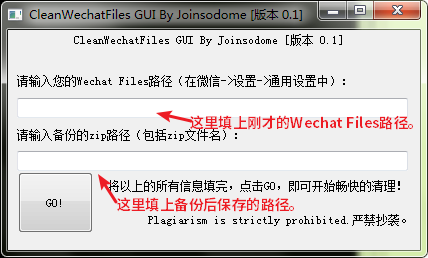 CleanWechatFiles GUI By Joinsodome [版本 0.1]
CleanWechatFiles GUI By Joinsodome [版本 0.1]
请输入您的Wechat Files路径（在微信->设置->通用设置中）：
这里填上刚才的Wechat Files路径。
请输入备份的zip路径（包括zip文件名）：
将以上的所有信息填完，点击GO，即可开始畅快的清理！
这里填上备份后保存的路径。
GO!
Plagiarism is strictly prohibited.严禁抄袭。